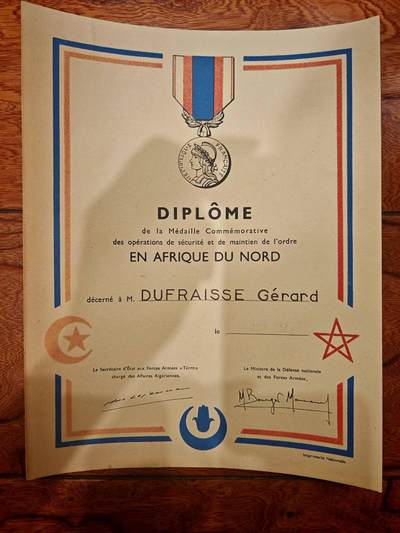 RÉPUBLIQUE FRANÇAISE
DIPLÔME
de la Médaille Commémorative
des opérations de sécurité et de maintien de l'ordre
EN AFRIQUE DU NORD
décerné à M. DUFRAISSE Gérard
le
Le Secrétaire d'État aux Forces Armées «Terre»
chargé des Affaires Algériennes,
Le Ministre de la Défense nationale
et des Forces Armées,
Imprimerie Nationale